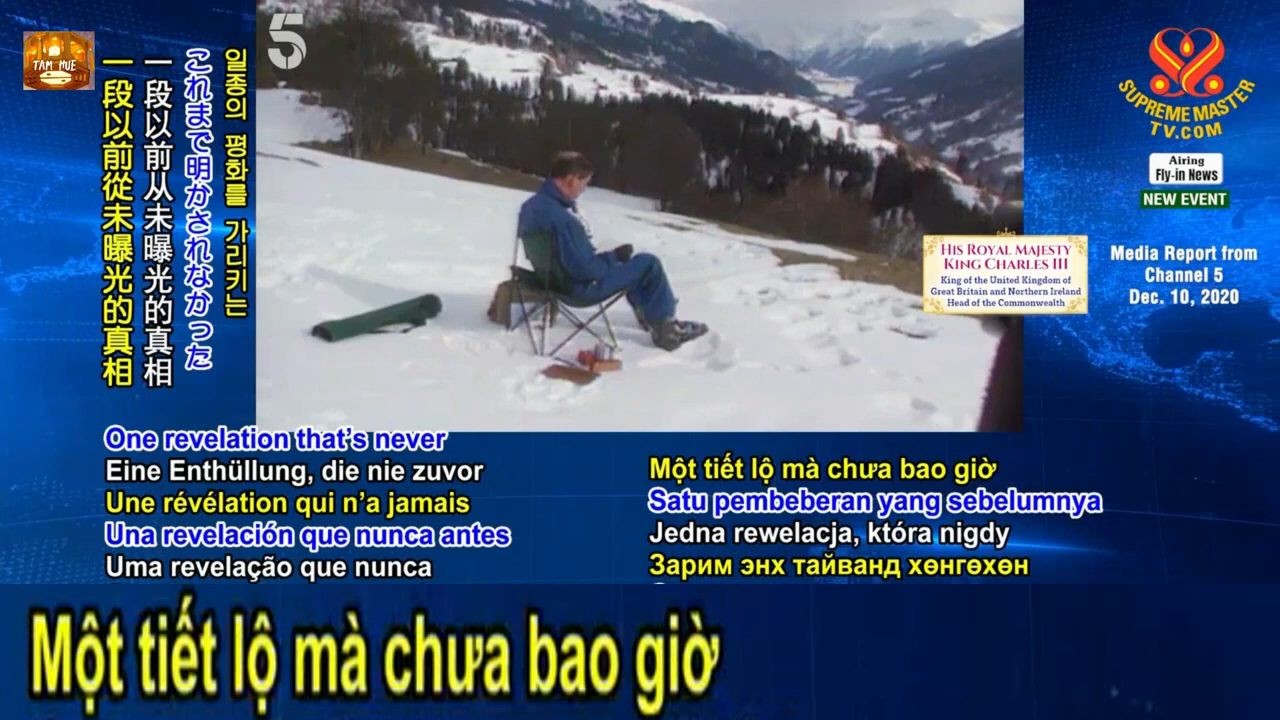 5
TAM HUE
일종의 평화를 가리키는
これまで明かされなかった
一段以前从未曝光的真相
一段以前從未曝光的真相
SUPREME MASTER
TV.COM
Airing
Fly-in News
NEW EVENT
Media Report from
Channel 5
Dec. 10, 2020
His Royal Majesty
King Charles III
King of the United Kingdom of
Great Britain and Northern Ireland
Head of the Commonwealth
One revelation that's never
Eine Enthüllung, die nie zuvor
Une révélation qui n'a jamais
Una revelación que nunca antes
Uma revelação que nunca
Một tiết lộ mà chưa bao giờ
Satu pembeberan yang sebelumnya
Jedna rewelacja, która nigdy
Зарим энх тайванд хөнгөхөн
Một tiết lộ mà chưa bao giờ